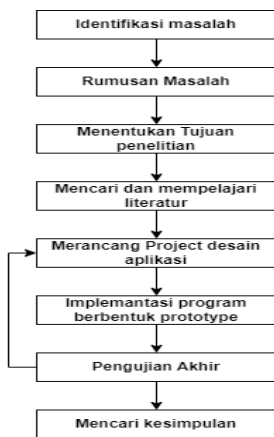 Identifikasi masalah
Rumusan Masalah
Menentukan Tujuan
penelitian
Mencari dan mempelajari
literatur
Merancang Project desain
aplikasi
Implemantasi program
berbentuk prototype
Pengujian Akhir
Mencari kesimpulan